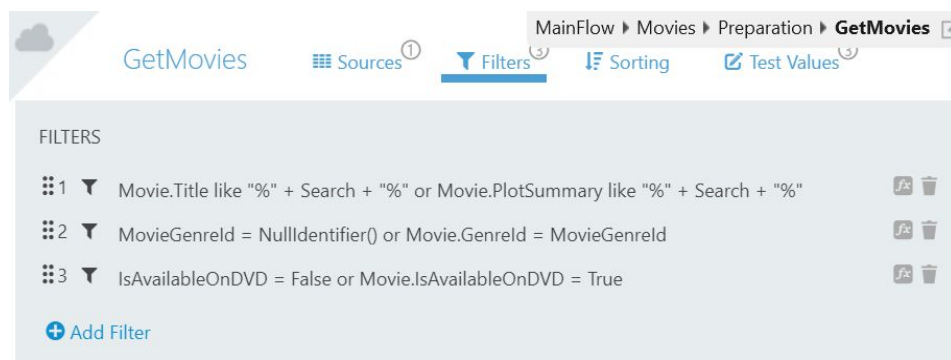 MainFlow Movies Preparation GetMovies
GetMovies Sources 1 Filters 3 Sorting Test Values 3
FILTERS
1 Movie.Title like "%" + Search + "%" or Movie.PlotSummary like "%" + Search + "%"
2 MovieGenreId = NullIdentifier() or Movie.GenreId = MovieGenreId
3 IsAvailableOnDVD = False or Movie.IsAvailableOnDVD = True
Add Filter